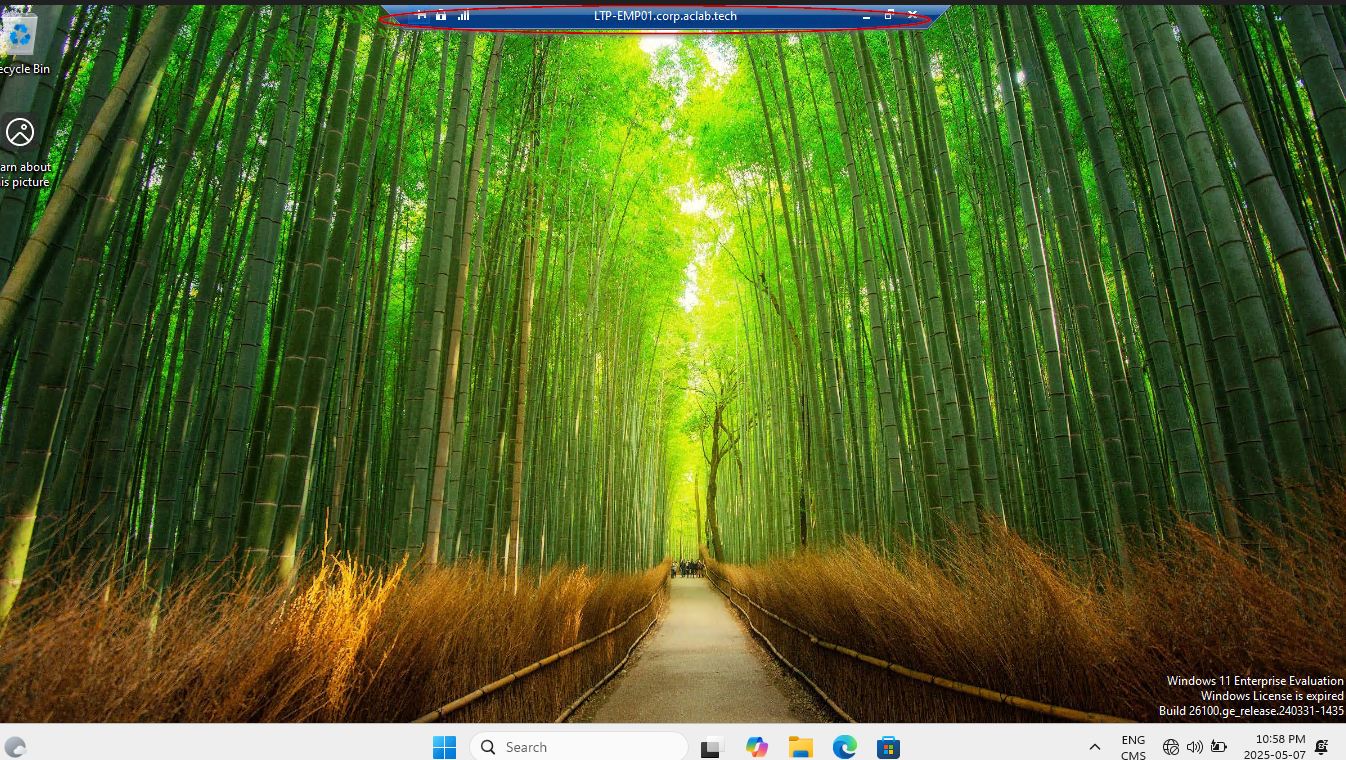 LTP-EMP01.corp.aclab.tech
ecycle Bin
arn about
is picture
Windows 11 Enterprise Evaluation
Windows License is expired
Build 26100.ge_release.240331-1435
Search
ENG
CMS
10:58 PM
2025-05-07